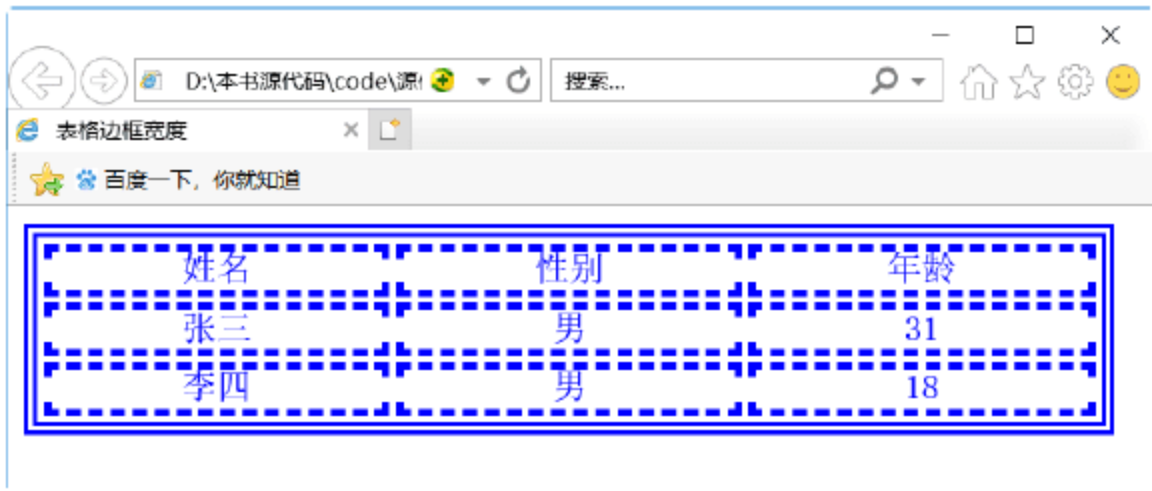 D:\本书源代码\code\源
搜索...
表格边框宽度
百度一下，你就知道
姓名 性别 年龄
张三 男 31
李四 男 18